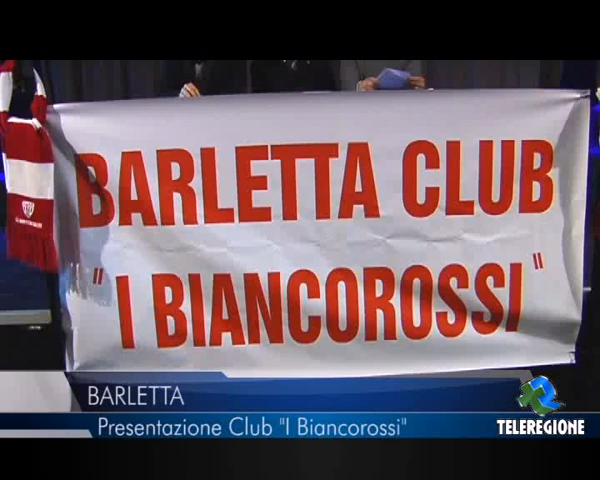 BARLETTA CLUB
"I BIANCOROSSI"
BARLETTA
Presentazione Club "I Biancorossi"
TELEREGIONE